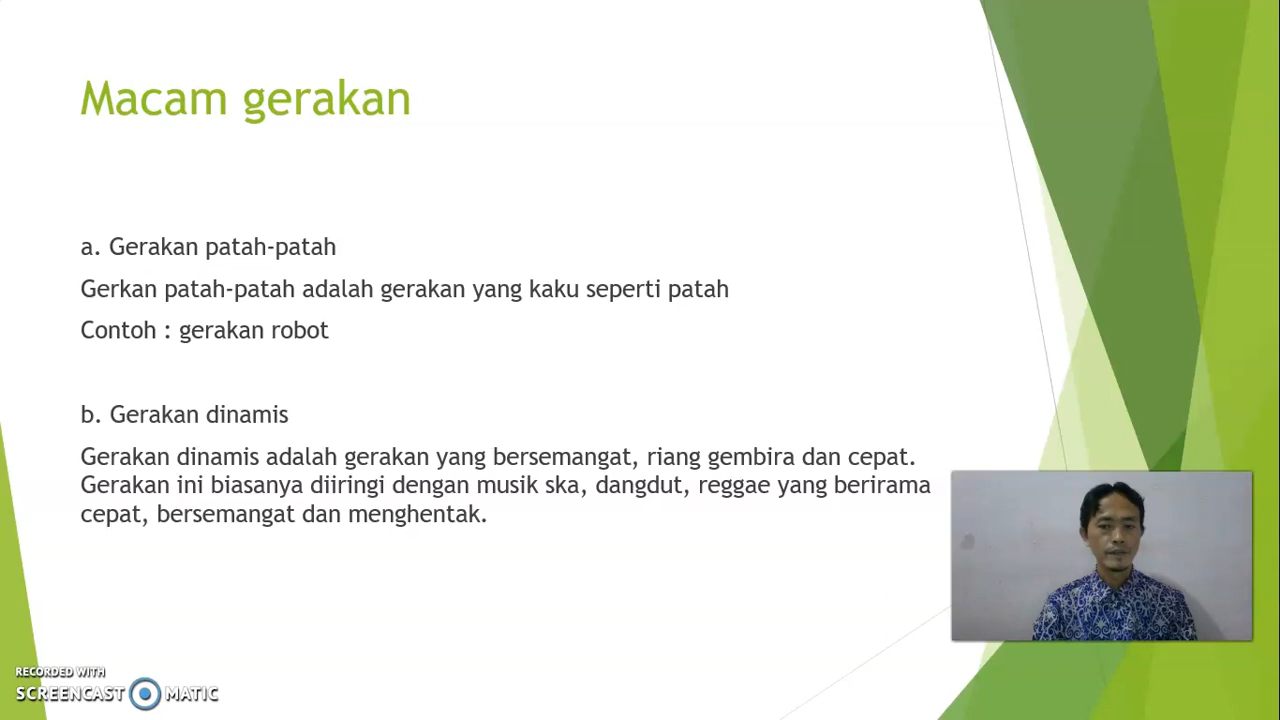 Macam gerakan
a. Gerakan patah-patah
Gerkan patah-patah adalah gerakan yang kaku seperti patah
Contoh : gerakan robot
b. Gerakan dinamis
Gerakan dinamis adalah gerakan yang bersemangat, riang gembira dan cepat.
Gerakan ini biasanya diiringi dengan musik ska, dangdut, reggae yang berirama
cepat, bersemangat dan menghentak.
RECORDED WITH
SCREENCAST MATIC